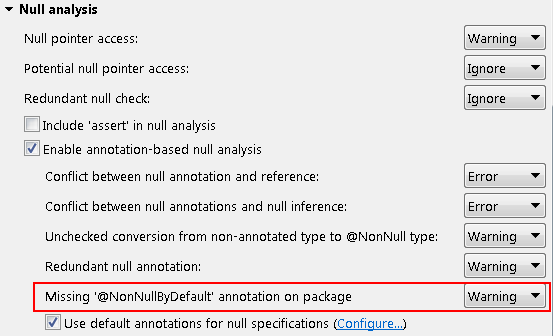 Null analysis
Null pointer access: Warning
Potential null pointer access: Ignore
Redundant null check: Ignore
Include 'assert' in null analysis
Enable annotation-based null analysis
Conflict between null annotation and reference: Error
Conflict between null annotations and null inference: Error
Unchecked conversion from non-annotated type to @NonNull type: Warning
Redundant null annotation: Warning
Missing '@NonNullByDefault' annotation on package Warning
Use default annotations for null specifications (Configure...)